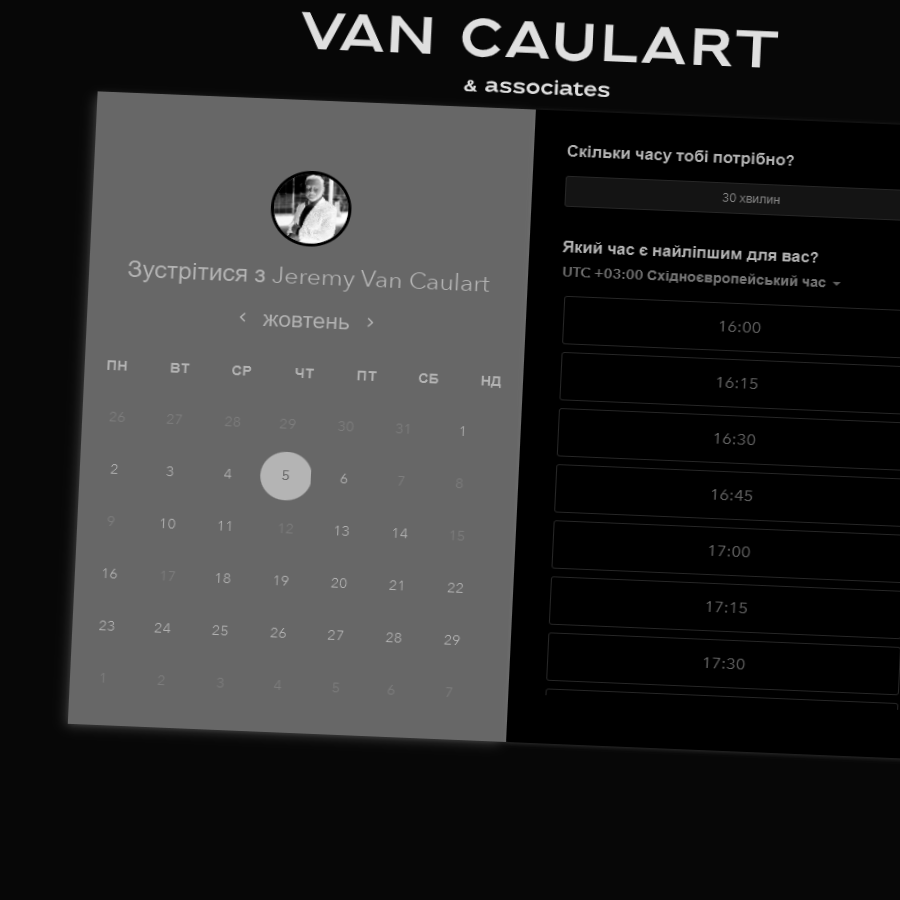 VAN CAULART
& associates
Зустрітися з Jeremy Van Caulart
жовтень
ПН ВТ СР ЧТ ПТ СБ НД
26 27 28 29 30 31 1
2 3 4 5 6 7 8
9 10 11 12 13 14 15
16 17 18 19 20 21 22
23 24 25 26 27 28 29
1 2 3 4 5 6 7
Скільки часу тобі потрібно?
30 хвилин
Який час є найліпшим для вас?
UTC +03:00 Східноєвропейський час
16:00
16:15
16:30
16:45
17:00
17:15
17:30